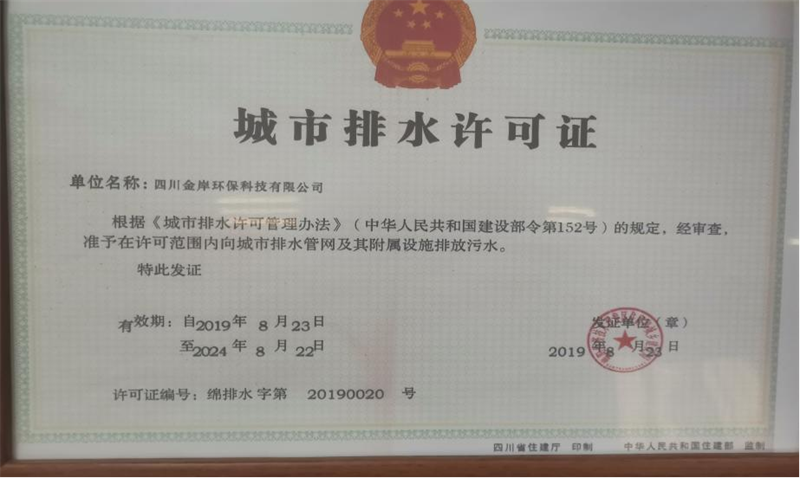 城市排水许可证
单位名称：四川金岸环保科技有限公司
根据《城市排水许可管理办法》（中华人民共和国建设部令第152号）的规定，经审查，
准予在许可范围内向城市排水管网及其附属设施排放污水。
特此发证
有效期：自2019年 8 月23日
至2024 年 8 月 22日
发证单位（章）
2019 年8 月23 日
许可证编号：绵排水 字第 20190020 号
四川省住建厅 印制 中华人民共和国住建部 监制